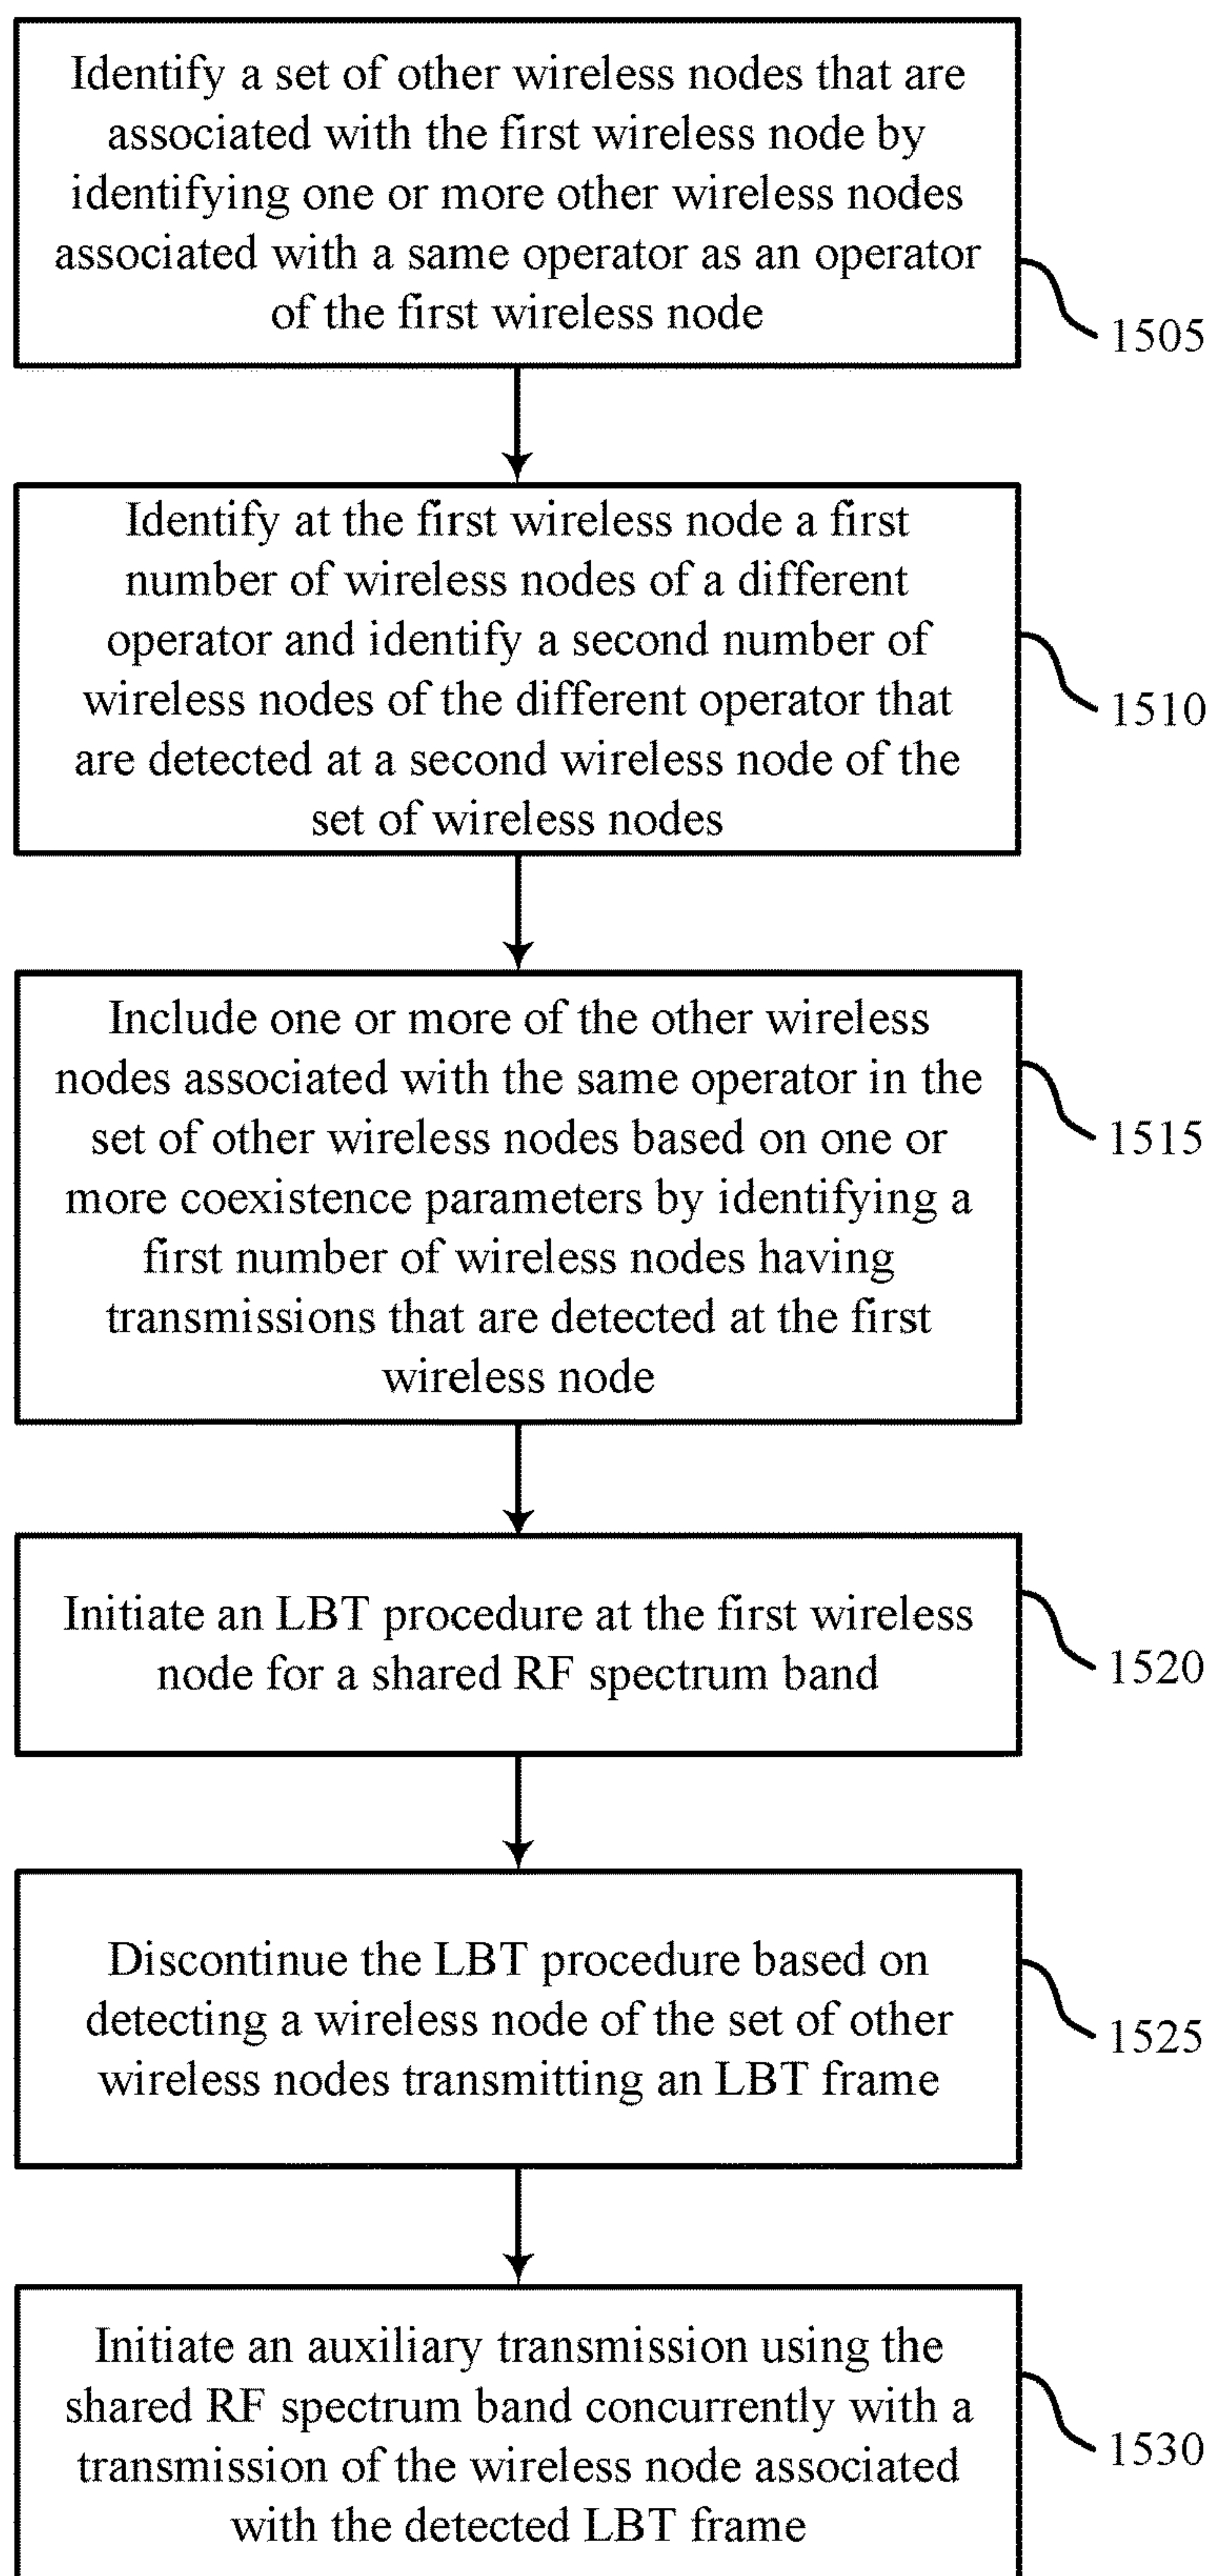 Identify a set of other wireless nodes that are
associated with the first wireless node by
identifying one or more other wireless nodes
associated with a same operator as an operator
of the first wireless node
1505
Identify at the first wireless node a first
number of wireless nodes of a different
operator and identify a second number of
wireless nodes of the different operator that
are detected at a second wireless node of the
set of wireless nodes
1510
Include one or more of the other wireless
nodes associated with the same operator in the
set of other wireless nodes based on one or
more coexistence parameters by identifying a
first number of wireless nodes having
transmissions that are detected at the first
wireless node
1515
Initiate an LBT procedure at the first wireless
node for a shared RF spectrum band
1520
Discontinue the LBT procedure based on
detecting a wireless node of the set of other
wireless nodes transmitting an LBT frame
1525
Initiate an auxiliary transmission using the
shared RF spectrum band concurrently with a
transmission of the wireless node associated
with the detected LBT frame
1530